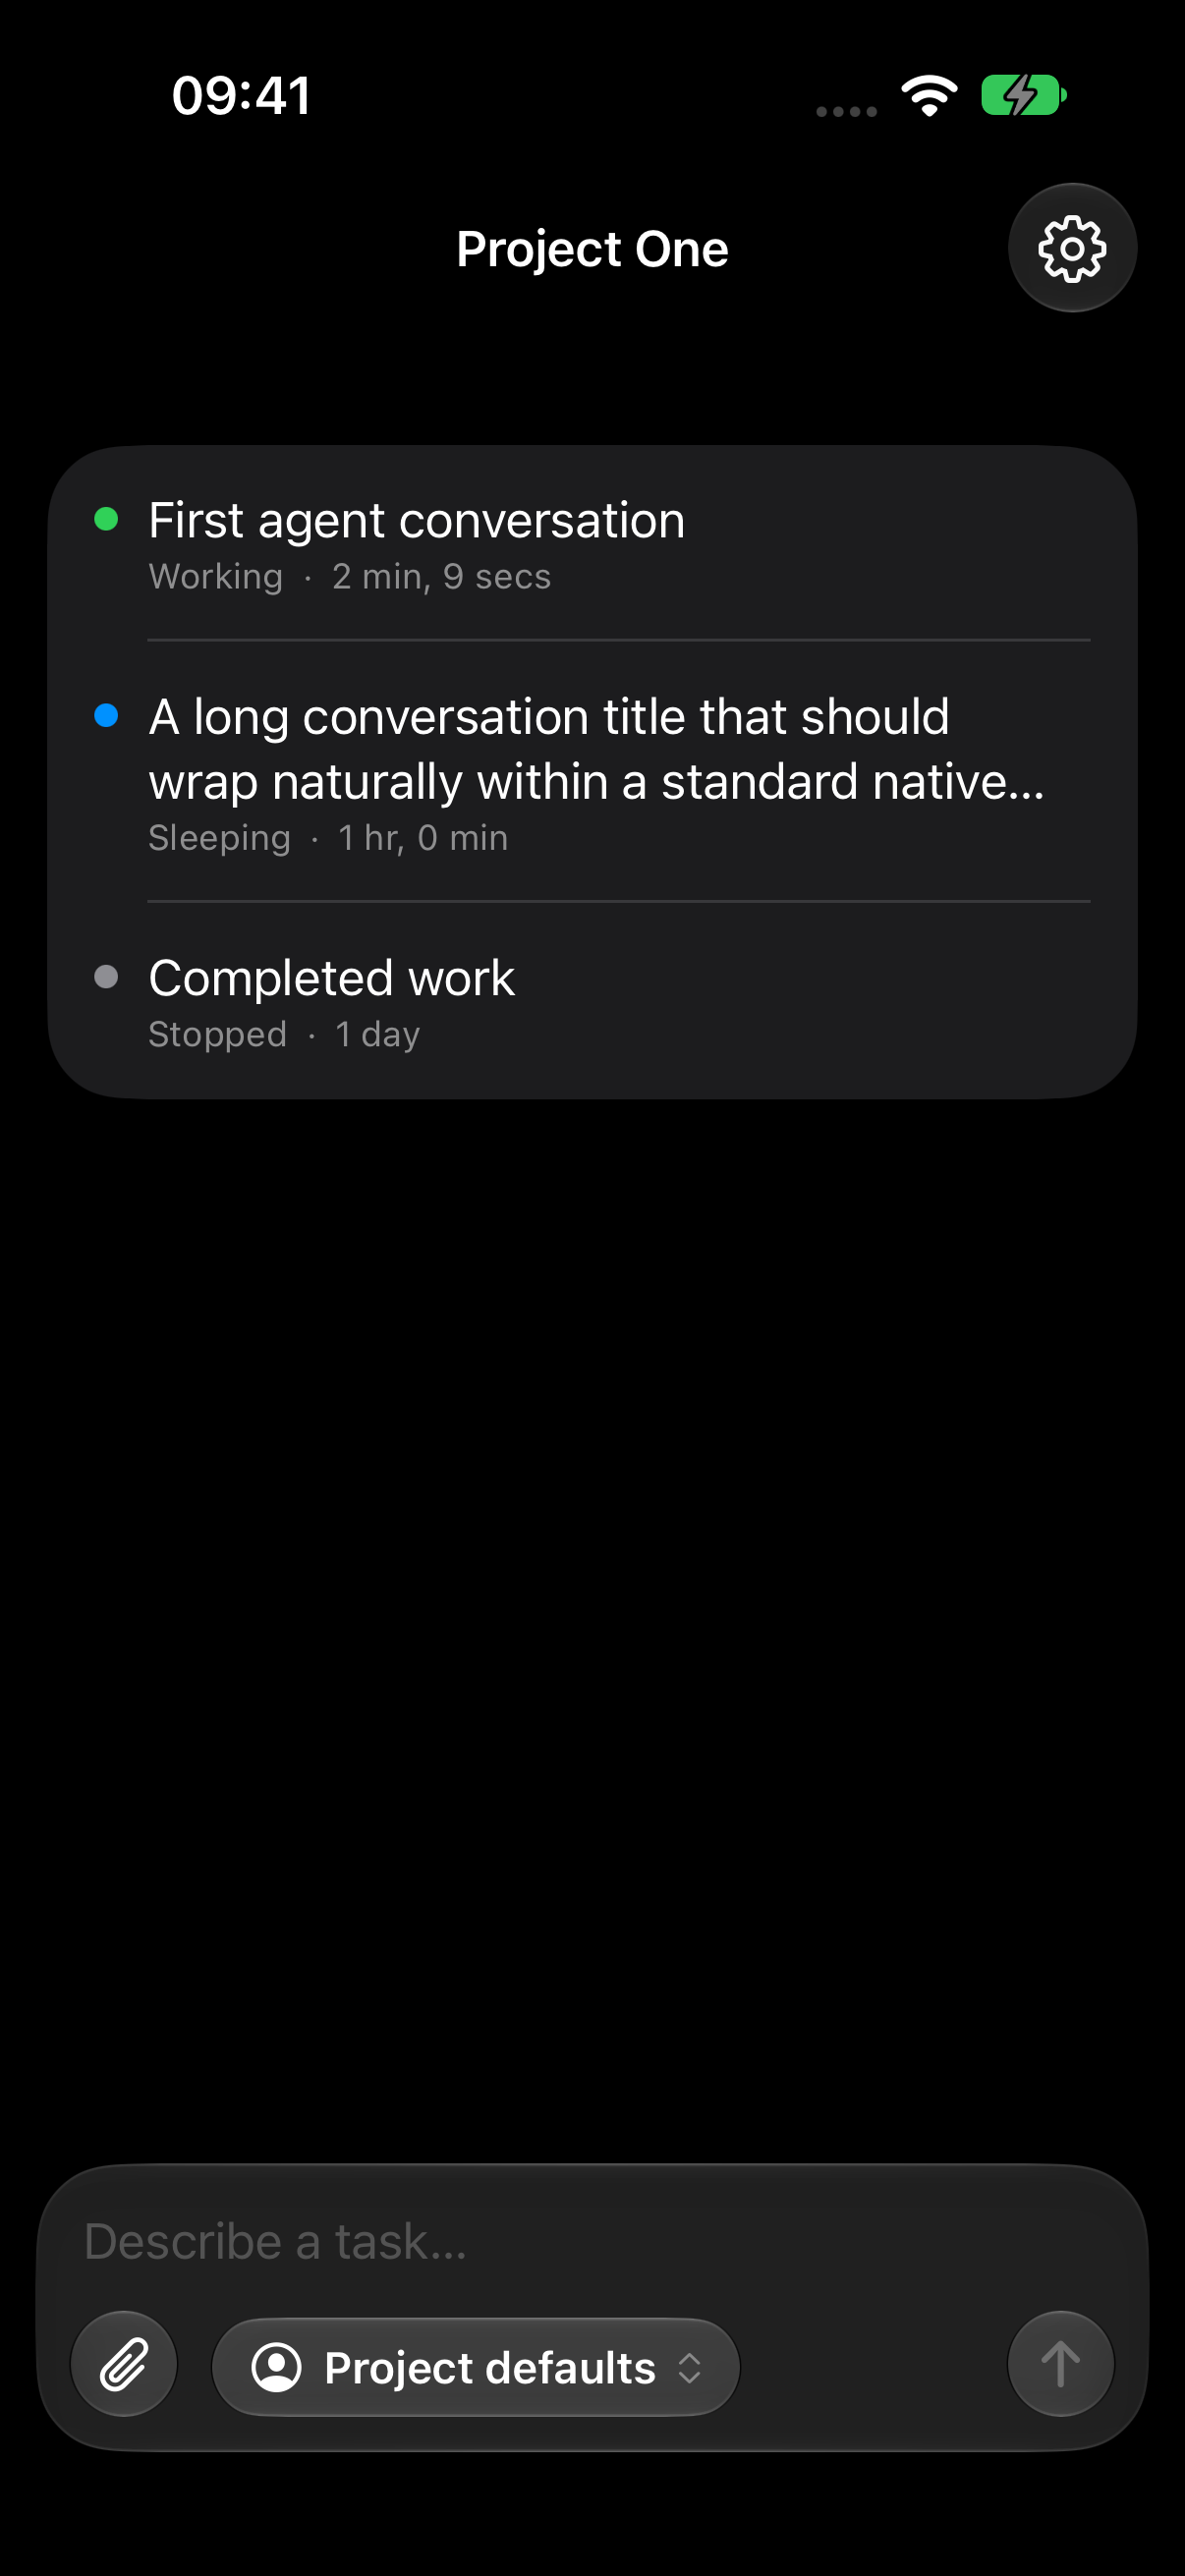 09:41
Project One
First agent conversation
Working · 2 min, 9 secs
A long conversation title that should
wrap naturally within a standard native...
Sleeping · 1 hr, 0 min
Completed work
Stopped · 1 day
Describe a task...
Project defaults